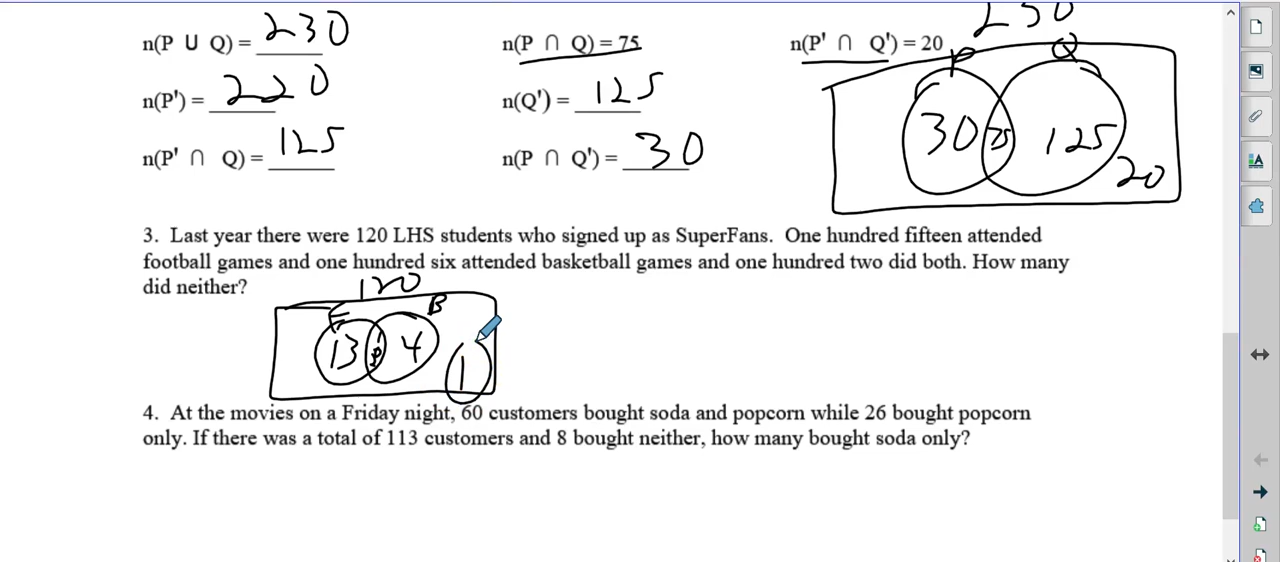 n(P U Q) = 230
n(P ∩ Q) = 75
n(P' ∩ Q') = 20
250
n(P') = 220
n(Q') = 125
P Q
30 75 125
20
n(P' ∩ Q) = 125
n(P ∩ Q') = 30
3. Last year there were 120 LHS students who signed up as SuperFans. One hundred fifteen attended
football games and one hundred six attended basketball games and one hundred two did both. How many
did neither?
120
F B
13 4 1
4. At the movies on a Friday night, 60 customers bought soda and popcorn while 26 bought popcorn
only. If there was a total of 113 customers and 8 bought neither, how many bought soda only?